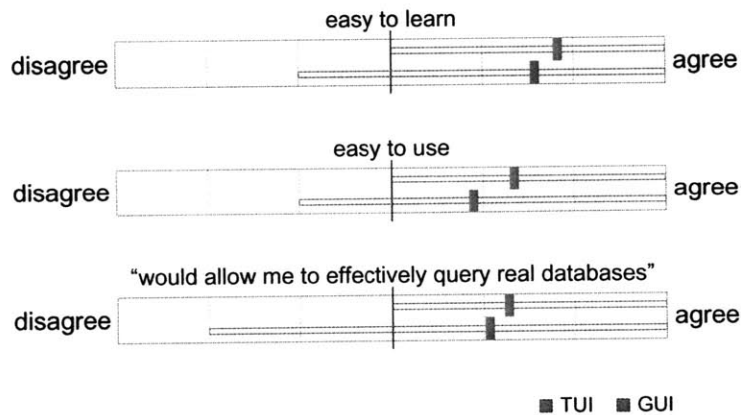 easy to learn
disagree agree
easy to use
disagree agree
“would allow me to effectively query real databases”
disagree agree
TUI GUI